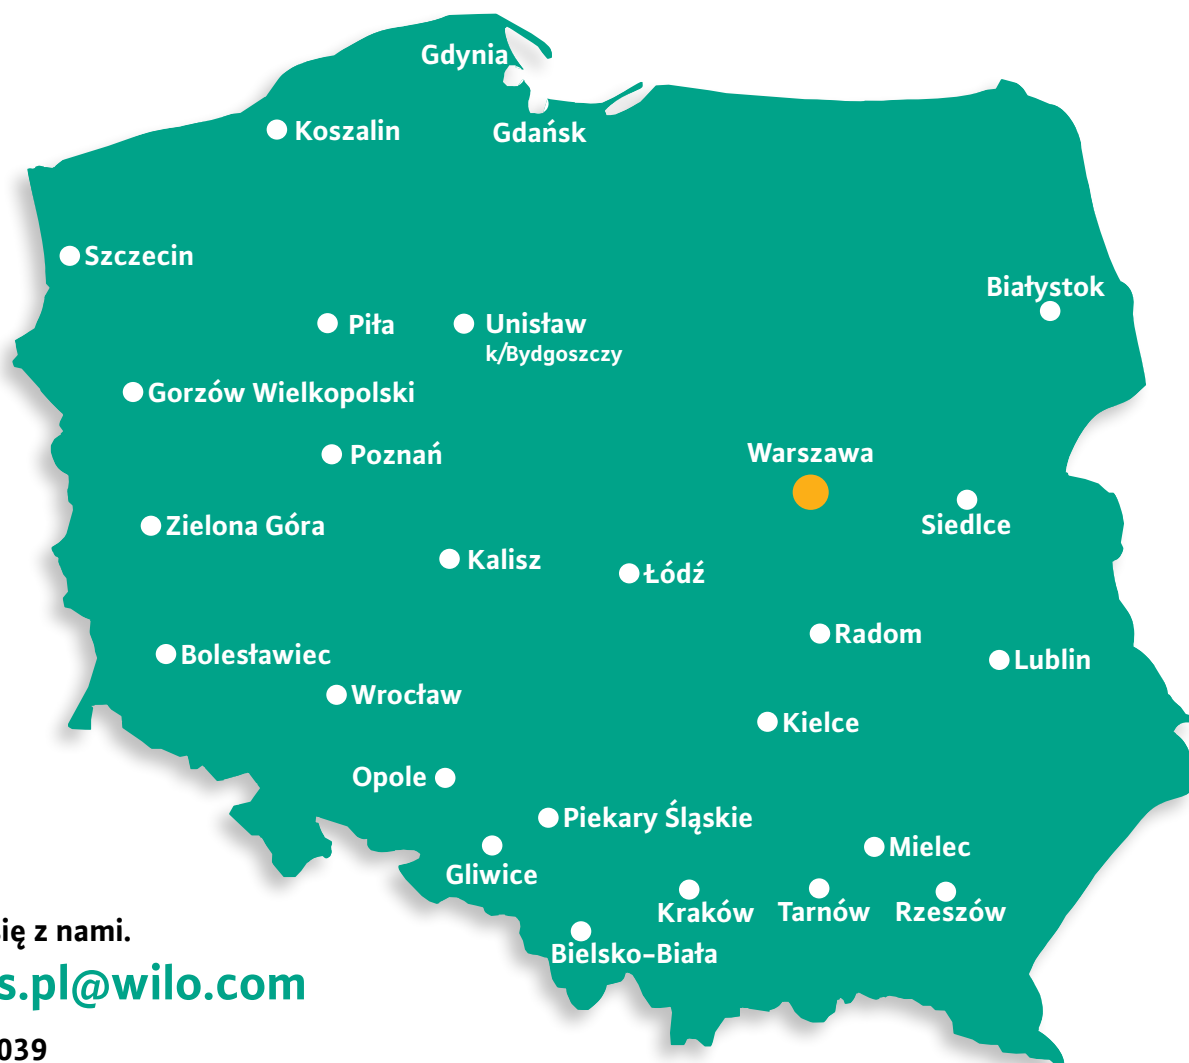 Gdynia
Koszalin
Gdańsk
Szczecin
Białystok
Piła
Unisław
k/Bydgoszczy
Gorzów Wielkopolski
Poznań
Warszawa
Siedlce
Zielona Góra
Kalisz
Łódź
Radom
Bolesławiec
Lublin
Wrocław
Kielce
Opole
Piekary Śląskie
Mielec
Gliwice
Kraków
Tarnów
Rzeszów
Bielsko-Biała
się z nami.
s.pl@wilo.com
039